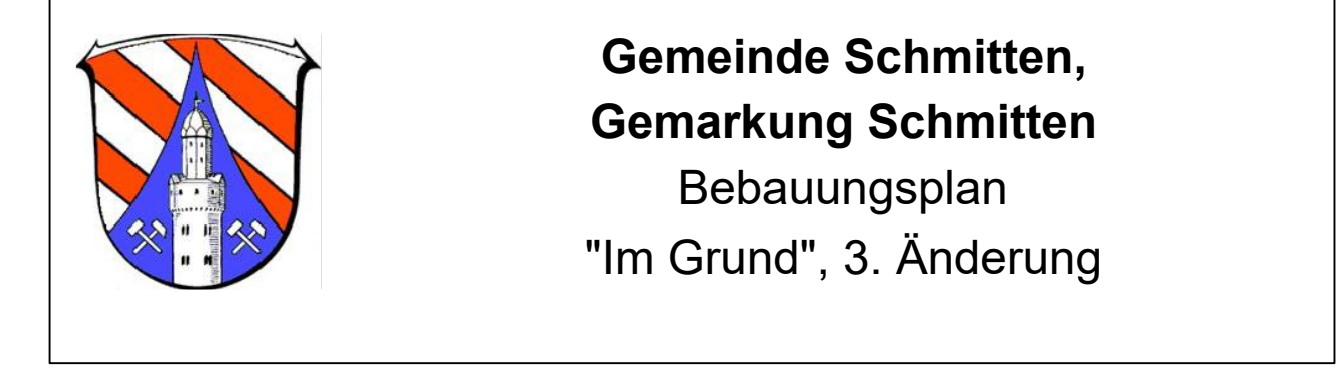 Gemeinde Schmitten,
Gemarkung Schmitten
Bebauungsplan
"Im Grund", 3. Änderung